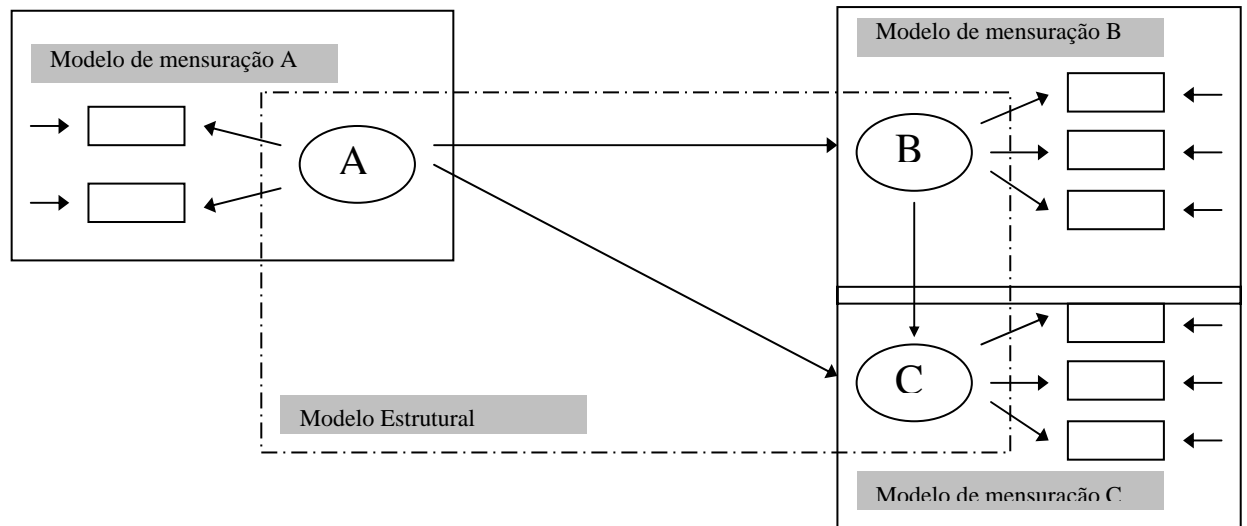 Modelo de mensuração A
Modelo de mensuração B
A
B
C
Modelo Estrutural
Modelo de mensuração C